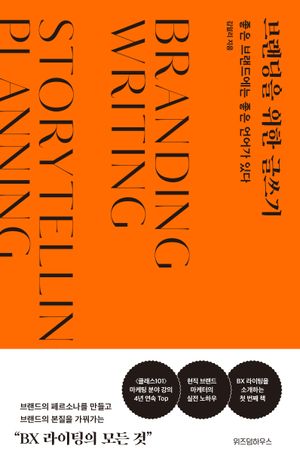 브랜딩을 위한 글쓰기
좋은 브랜드에는 좋은 언어가 있다
김일리 지음
BRANDING
WRITING
STORYTELLIN
PLANNING
〈클래스101〉
마케팅 분야 강의
4년 연속 Top
현직 브랜드
마케터의
실전 노하우
BX 라이팅을
소개하는
첫 번째 책
브랜드의 페르소나를 만들고
브랜드의 본질을 가꿔가는
“BX 라이팅의 모든 것”
위즈덤하우스